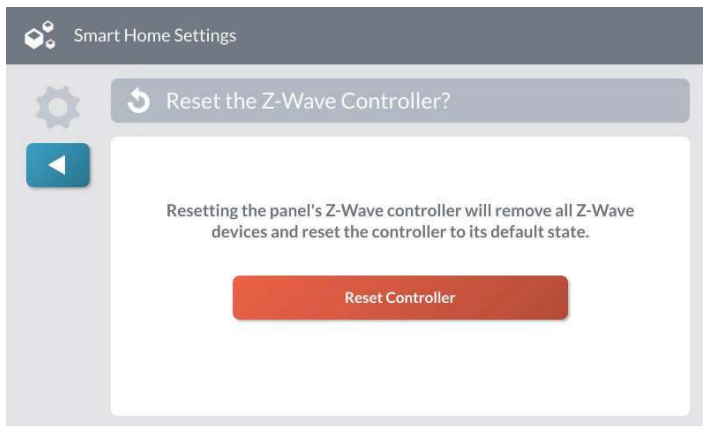 Smart Home Settings
Reset the Z-Wave Controller?
Resetting the panel's Z-Wave controller will remove all Z-Wave
devices and reset the controller to its default state.
Reset Controller